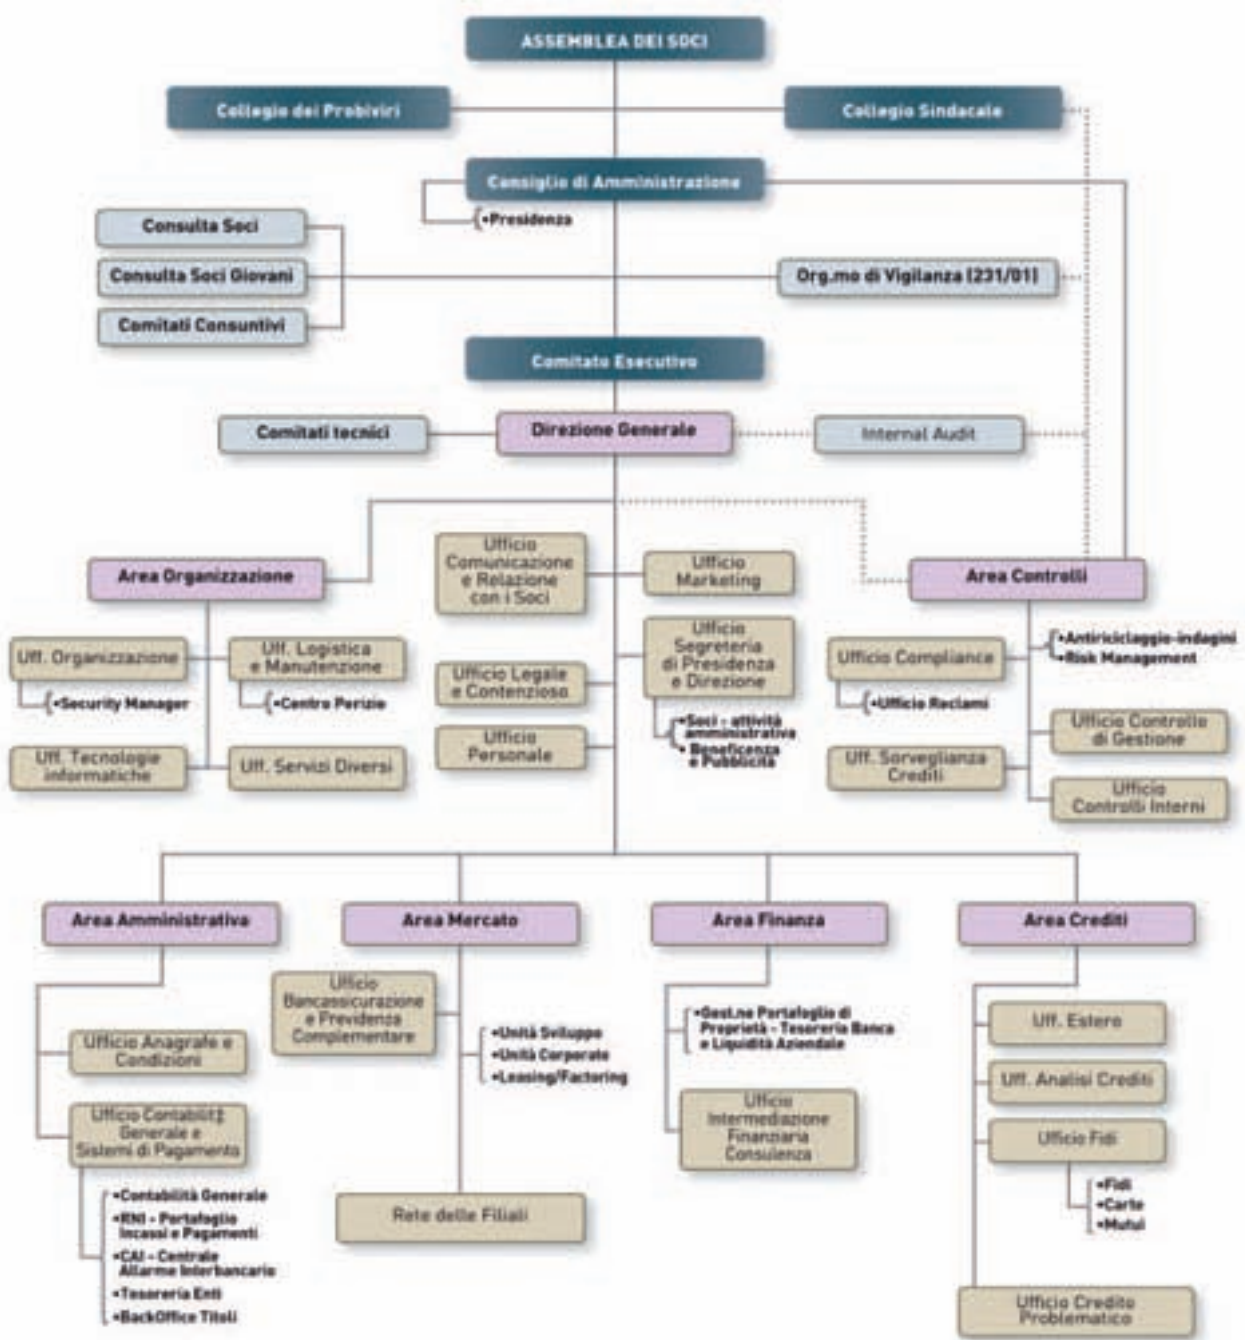 ASSEMBLEA DEI SOCI
Collegio dei Probiviri
Collegio Sindacale
Consiglio di Amministrazione
•Presidenza
Consulta Soci
Consulta Soci Giovani
Org.mo di Vigilanza (231/01)
Comitati Consuntivi
Comitato Esecutivo
Comitati tecnici
Direzione Generale
Internal Audit
Area Organizzazione
Ufficio
Comunicazione
e Relazione
con i Soci
Ufficio
Marketing
Area Controlli
Uff. Organizzazione
•Security Manager
Uff. Logistica
e Manutenzione
•Centro Perizie
Uff. Tecnologie
informatiche
Uff. Servizi Diversi
Ufficio Legale
e Contenzioso
Ufficio
Personale
Ufficio
Segreteria
di Presidenza
e Direzione
•Soci - attività
amministrativa
• Beneficenza
e Pubblicità
•Antiriciclaggio-indagini
•Risk Management
Ufficio Compliance
•Ufficio Reclami
Ufficio Controllo
di Gestione
Uff. Sorveglianza
Crediti
Ufficio
Controlli Interni
Area Amministrativa
Ufficio Anagrafe e
Condizioni
Ufficio Contabilit‡
Generale e
Sistemi di Pagamento
•Contabilità Generale
•RNI - Portafoglio
Incassi e Pagamenti
•CAI - Centrale
Allarme Interbancario
•Tesoreria Enti
•BackOffice Titoli
Area Mercato
Ufficio
Bancassicurazione
e Previdenza
Complementare
•Unità Sviluppo
•Unità Corporate
•Leasing/Factoring
Rete delle Filiali
Area Finanza
•Gest.ne Portafoglio di
Proprietà - Tesoreria Banca
e Liquidità Aziendale
Ufficio
Intermediazione
Finanziaria
Consulenza
Area Crediti
Uff. Estero
Uff. Analisi Crediti
Ufficio Fidi
•Fidi
•Carte
•Mutui
Ufficio Credito
Problematico